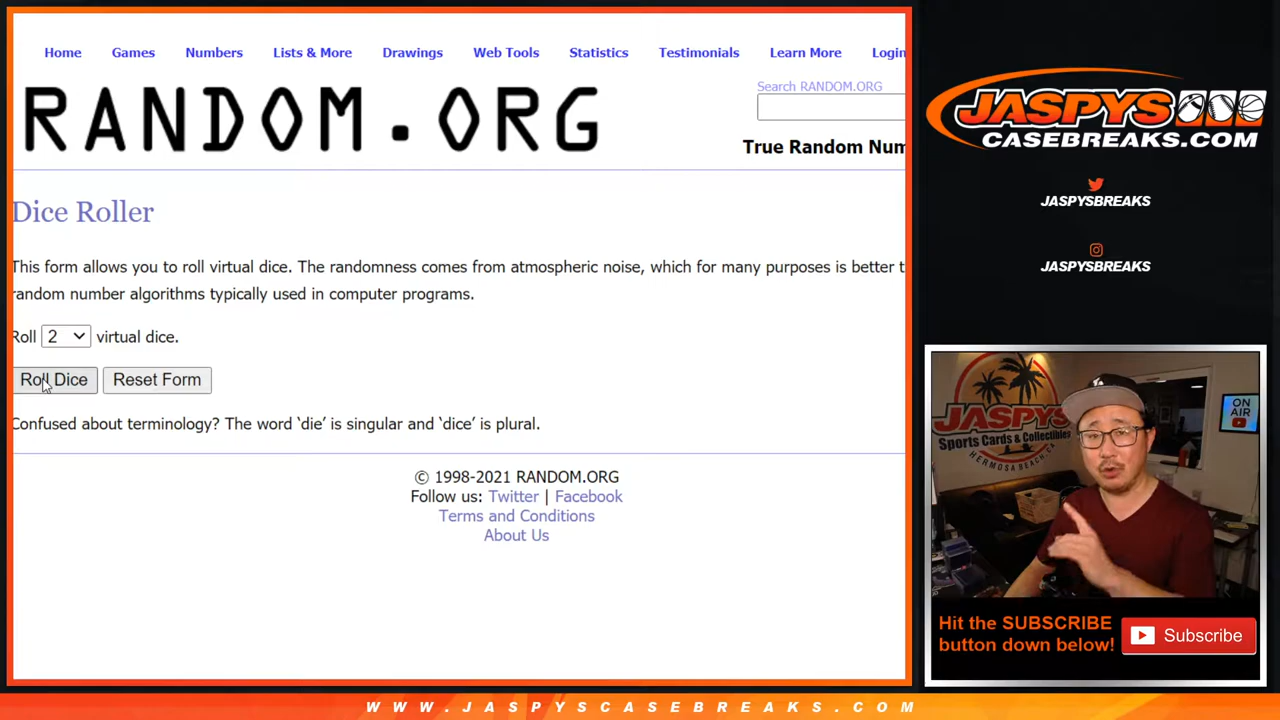 Home Games Numbers Lists & More Drawings Web Tools Statistics Testimonials Learn More Login
RANDOM.ORG
Search RANDOM.ORG
True Random Num
Dice Roller
This form allows you to roll virtual dice. The randomness comes from atmospheric noise, which for many purposes is better t
random number algorithms typically used in computer programs.
Roll 2 virtual dice.
Roll Dice Reset Form
Confused about terminology? The word ‘die’ is singular and ‘dice’ is plural.
© 1998-2021 RANDOM.ORG
Follow us: Twitter | Facebook
Terms and Conditions
About Us
JASPYS
CASEBREAKS.COM
JASPYSBREAKS
JASPYSBREAKS
JASPYS
Sports Cards & Collectibles
HERMOSA BEACH, CA
ON
AIR
Hit the SUBSCRIBE
button down below!
Subscribe
WWW.JASPYSCASEBREAKS.COM